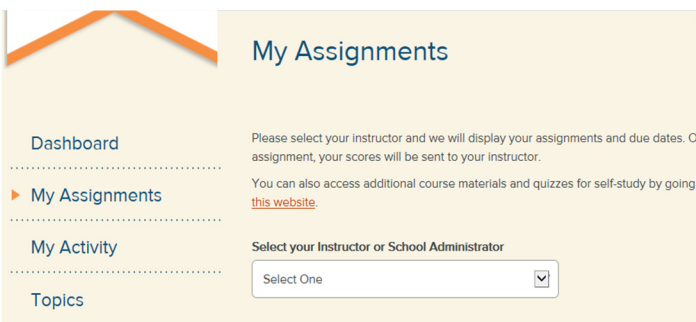 My Assignments
Dashboard
My Assignments
My Activity
Topics
Please select your instructor and we will display your assignments and due dates. O
assignment, your scores will be sent to your instructor.
You can also access additional course materials and quizzes for self-study by going
this website.
Select your Instructor or School Administrator
Select One